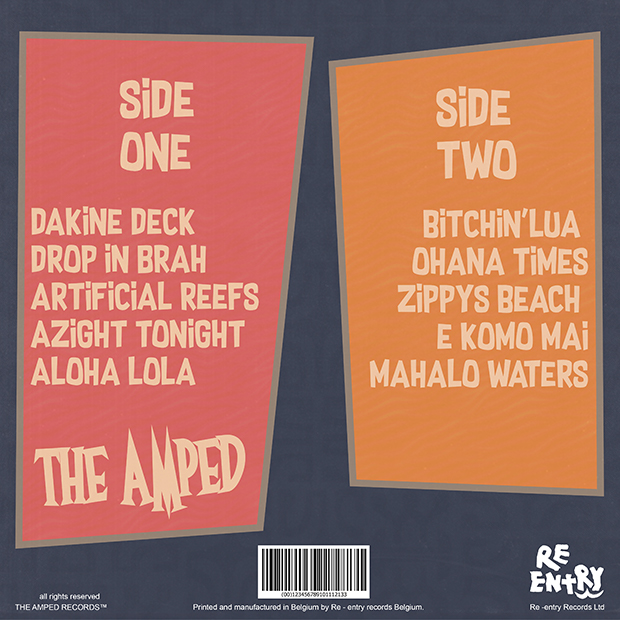 SiDE
ONE
DAKiNE DECK
DROP iN BRAH
ARTiFiCiAL REEFS
AZiGHT TONiGHT
ALOHA LOLA
THE AMPED
SiDE
TWO
BiTCHiN'LUA
OHANA TiMES
ZiPPYS BEACH
E KOMO MAi
MAHALO WATERS
(00)123456789101112133
all rights reserved
THE AMPED RECORDS™
Printed and manufactured in Belgium by Re - entry records Belgium.
RE
ENTRY
Re -entry Records Ltd